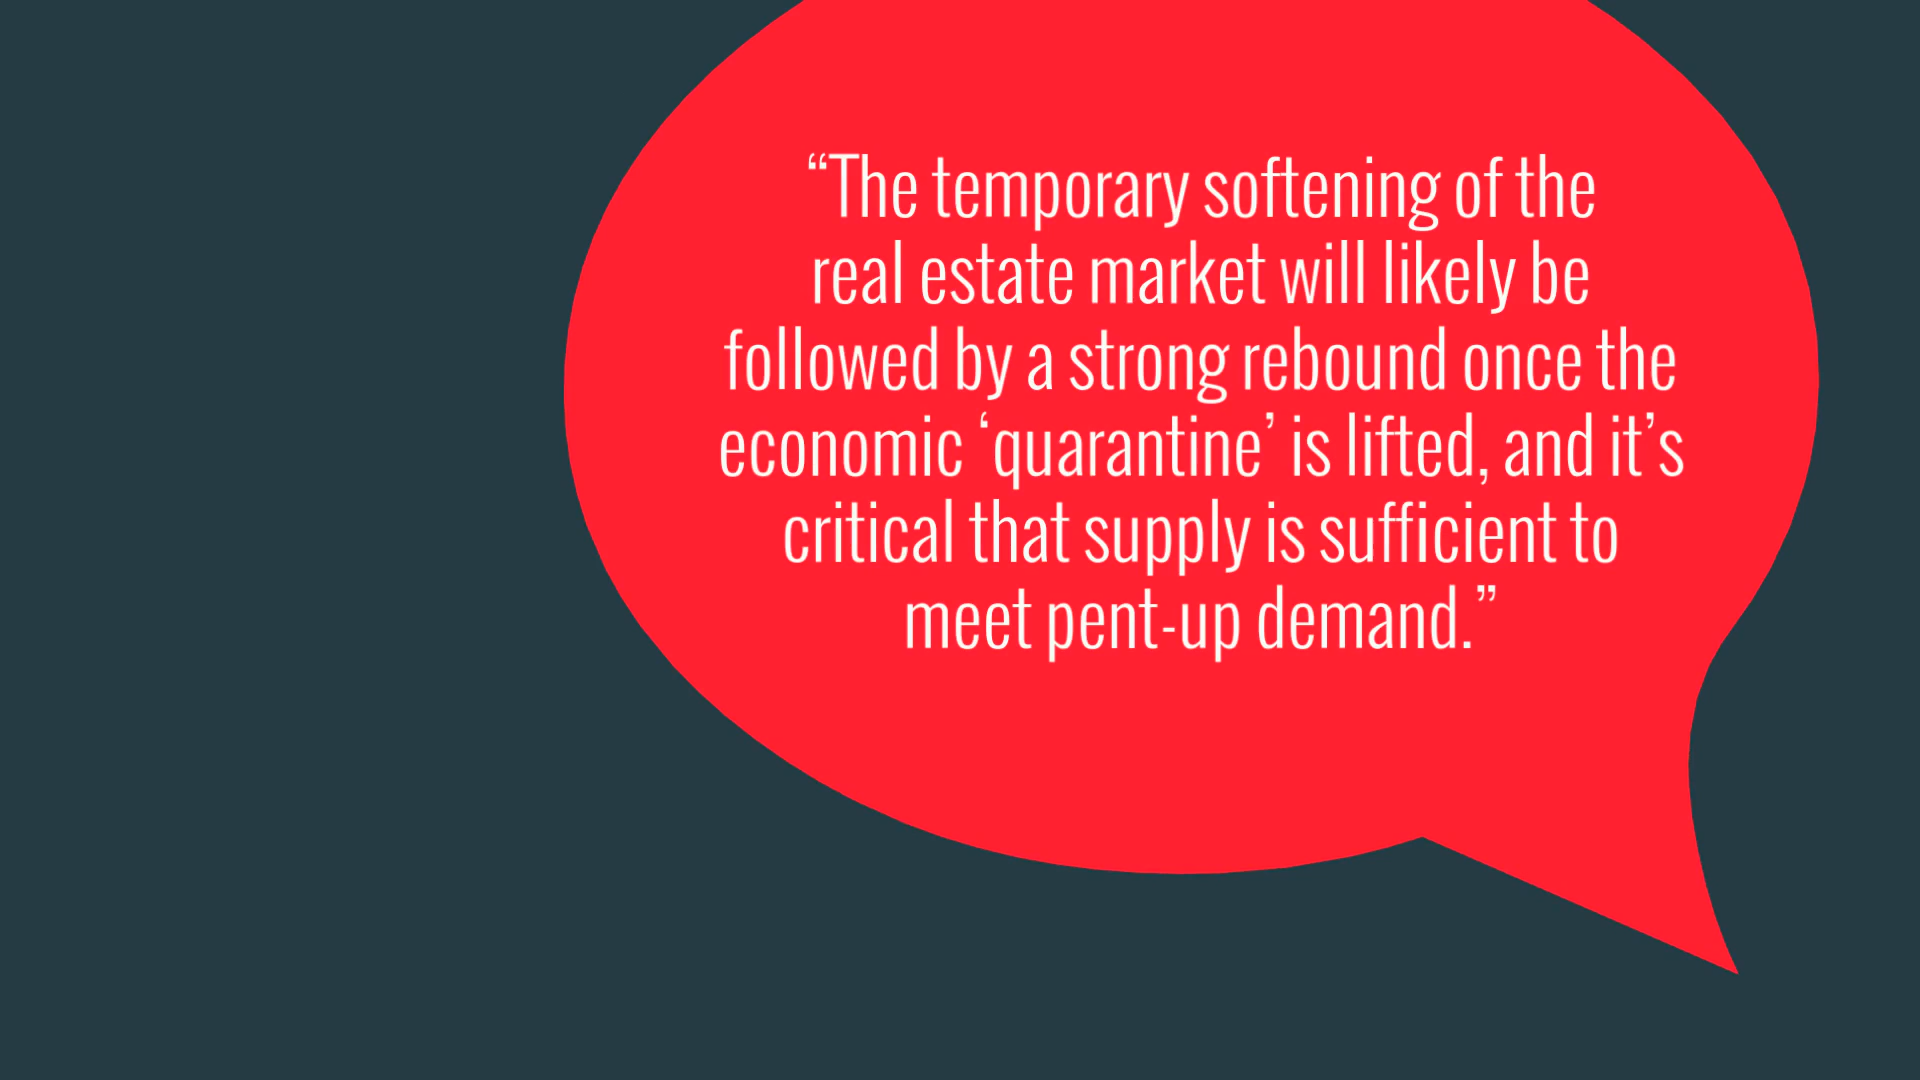 “The temporary softening of the
real estate market will likely be
followed by a strong rebound once the
economic ‘quarantine’ is lifted, and it’s
critical that supply is sufficient to
meet pent-up demand.”